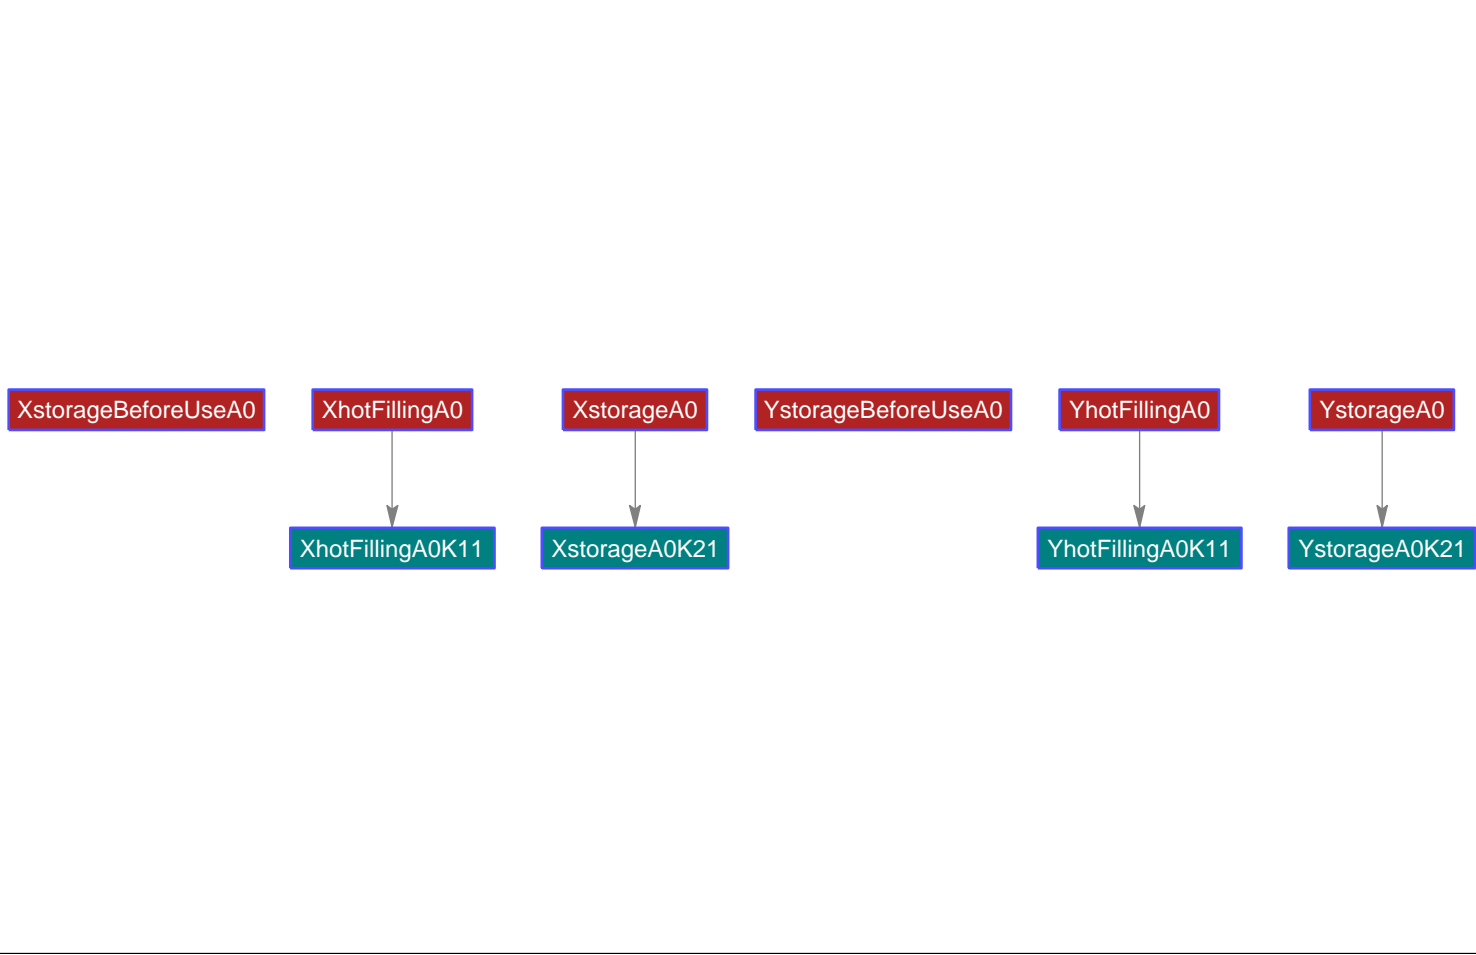 XstorageBeforeUseA0
XhotFillingA0
XstorageA0
YstorageBeforeUseA0
YhotFillingA0
YstorageA0
XhotFillingA0K11
XstorageA0K21
YhotFillingA0K11
YstorageA0K21